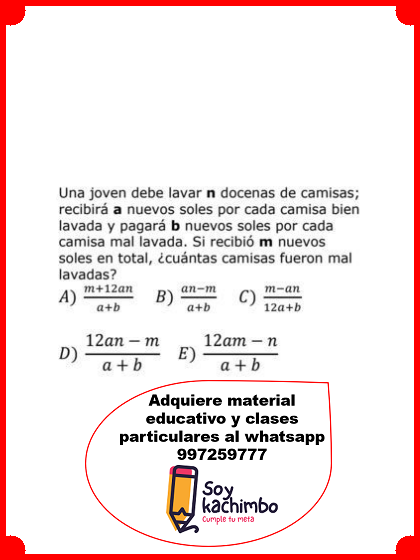 Una joven debe lavar n docenas de camisas;
recibirá a nuevos soles por cada camisa bien
lavada y pagará b nuevos soles por cada
camisa mal lavada. Si recibió m nuevos
soles en total, ¿cuántas camisas fueron mal
lavadas?
A) \frac{m+12an}{a+b} B) \frac{an-m}{a+b} C) \frac{m-an}{12a+b}
D) \frac{12an-m}{a+b} E) \frac{12am-n}{a+b}
Adquiere material
educativo y clases
particulares al whatsapp
997259777
Soy
kachimbo
Cumple tu meta